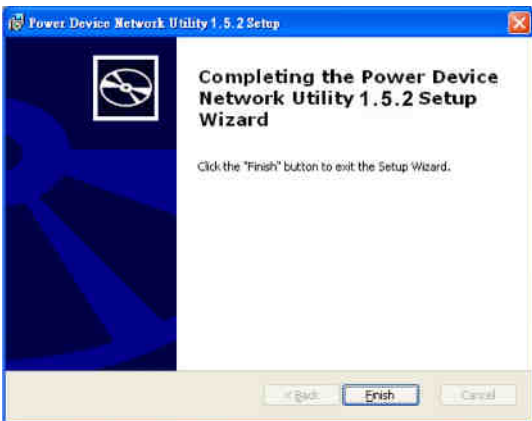 Power Device Network Utility 1.5.2 Setup
Completing the Power Device
Network Utility 1.5.2 Setup
Wizard
Click the "Finish" button to exit the Setup Wizard.
< Back
Finish
Cancel